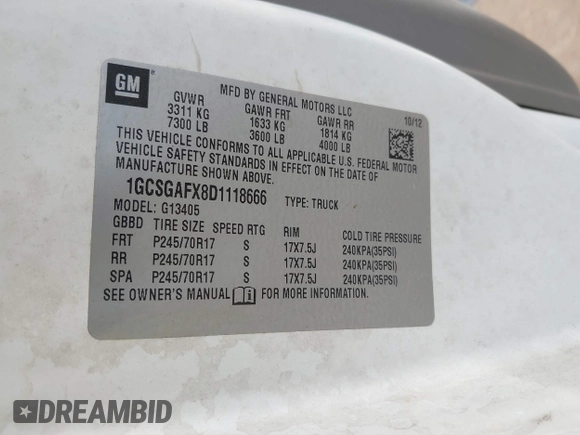 GM
MFD BY GENERAL MOTORS LLC
10/12
GVWR GAWR FRT GAWR RR
3311 KG 1633 KG 1814 KG
7300 LB 3600 LB 4000 LB
THIS VEHICLE CONFORMS TO ALL APPLICABLE U.S. FEDERAL MOTOR
VEHICLE SAFETY STANDARDS IN EFFECT ON THE DATE OF
MANUFACTURE SHOWN ABOVE.
1GCSGAFX8D1118666 TYPE: TRUCK
MODEL: G13405
GBBD TIRE SIZE SPEED RTG RIM COLD TIRE PRESSURE
FRT P245/70R17 S 17X7.5J 240KPA(35PSI)
RR P245/70R17 S 17X7.5J 240KPA(35PSI)
SPA P245/70R17 S 17X7.5J 240KPA(35PSI)
SEE OWNER'S MANUAL FOR MORE INFORMATION.
DREAMBID